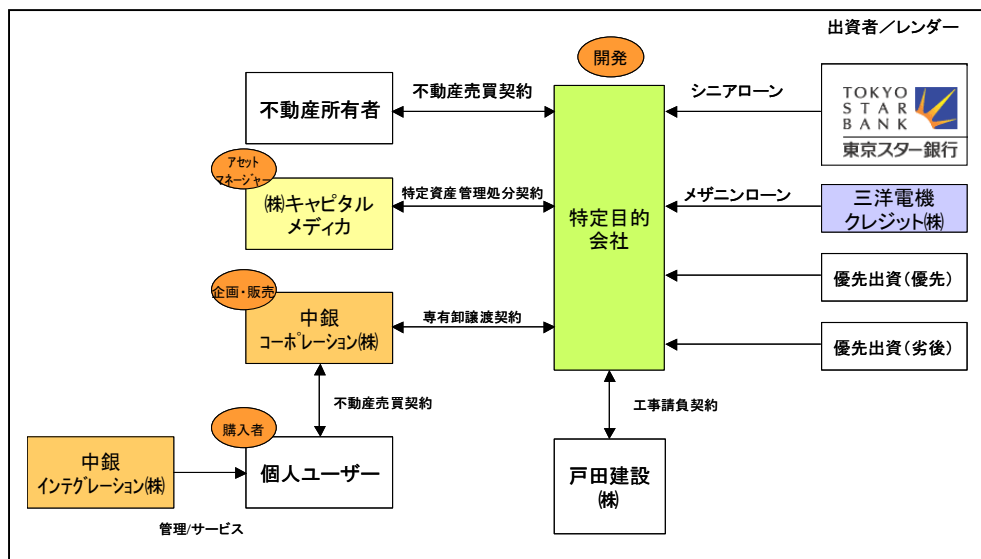 出資者／レンダー
開発
不動産所有者
不動産売買契約
シニアローン
TOKYO
STAR
BANK
東京スター銀行
アセット
マネージャー
㈱キャピタル
メディカ
特定資産管理処分契約
特定目的
会社
メザニンローン
三洋電機
クレジット㈱
優先出資（優先）
企画・販売
中銀
コーポレーション㈱
専有卸譲渡契約
優先出資（劣後）
不動産売買契約
工事請負契約
購入者
中銀
インテグレーション㈱
個人ユーザー
戸田建設
㈱
管理/サービス